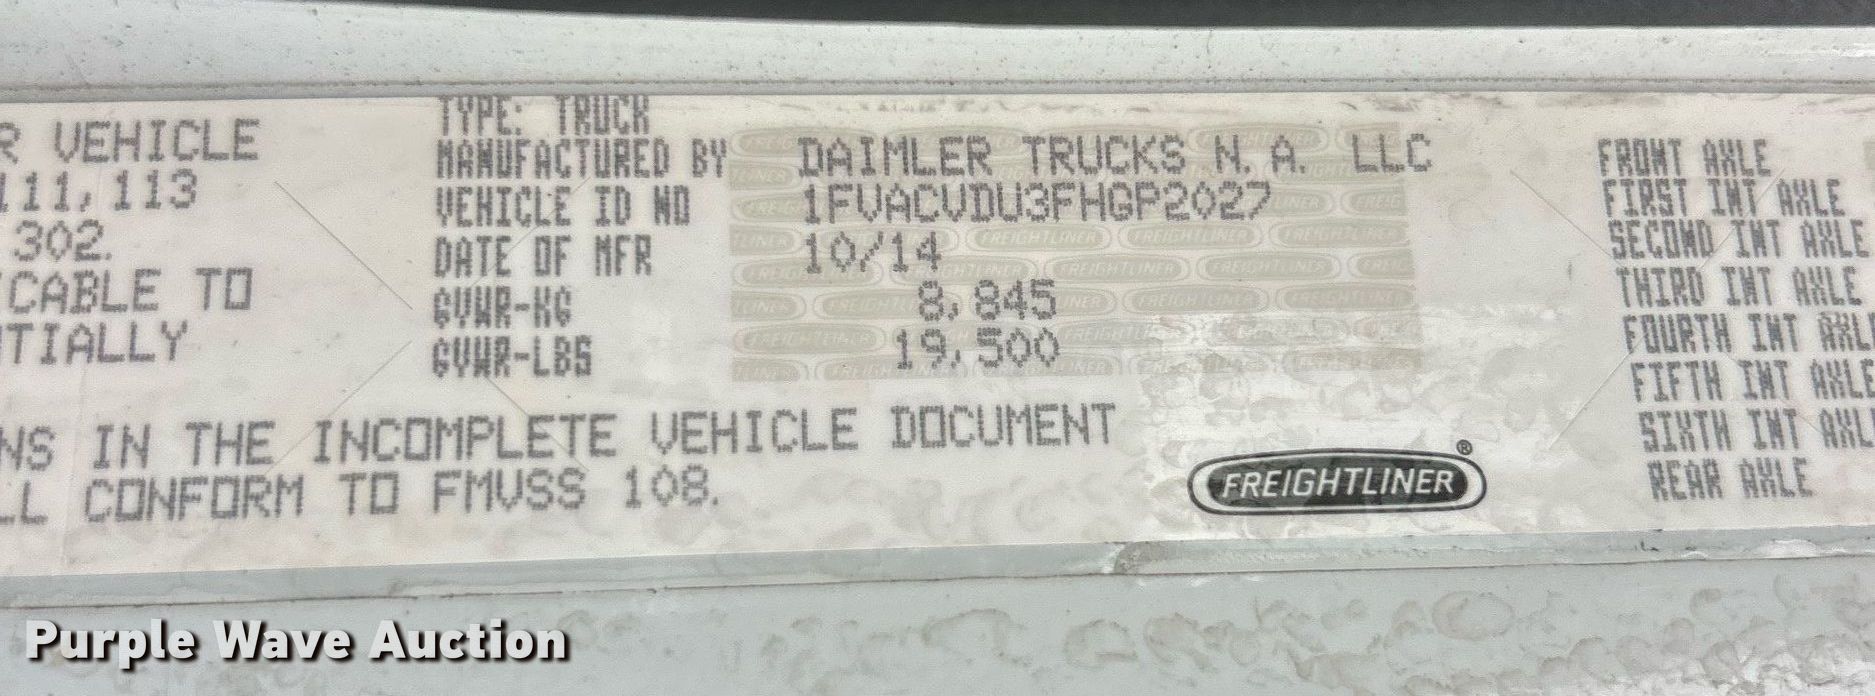 TYPE: TRUCK
R VEHICLE
MANUFACTURED BY DAIMLER TRUCKS N.A. LLC
111, 113
VEHICLE ID NO 1FVACVDU3FHGP2027
302.
DATE OF MFR 10/14
CABLE TO
GVWR-KG 8,845
TIALLY
GVWR-LBS 19,500
NS IN THE INCOMPLETE VEHICLE DOCUMENT
LL CONFORM TO FMVSS 108.
FREIGHTLINER®
FRONT AXLE
FIRST INT AXLE
SECOND INT AXLE
THIRD INT AXLE
FOURTH INT AXLE
FIFTH INT AXLE
SIXTH INT AXL
REAR AXLE
Purple Wave Auction